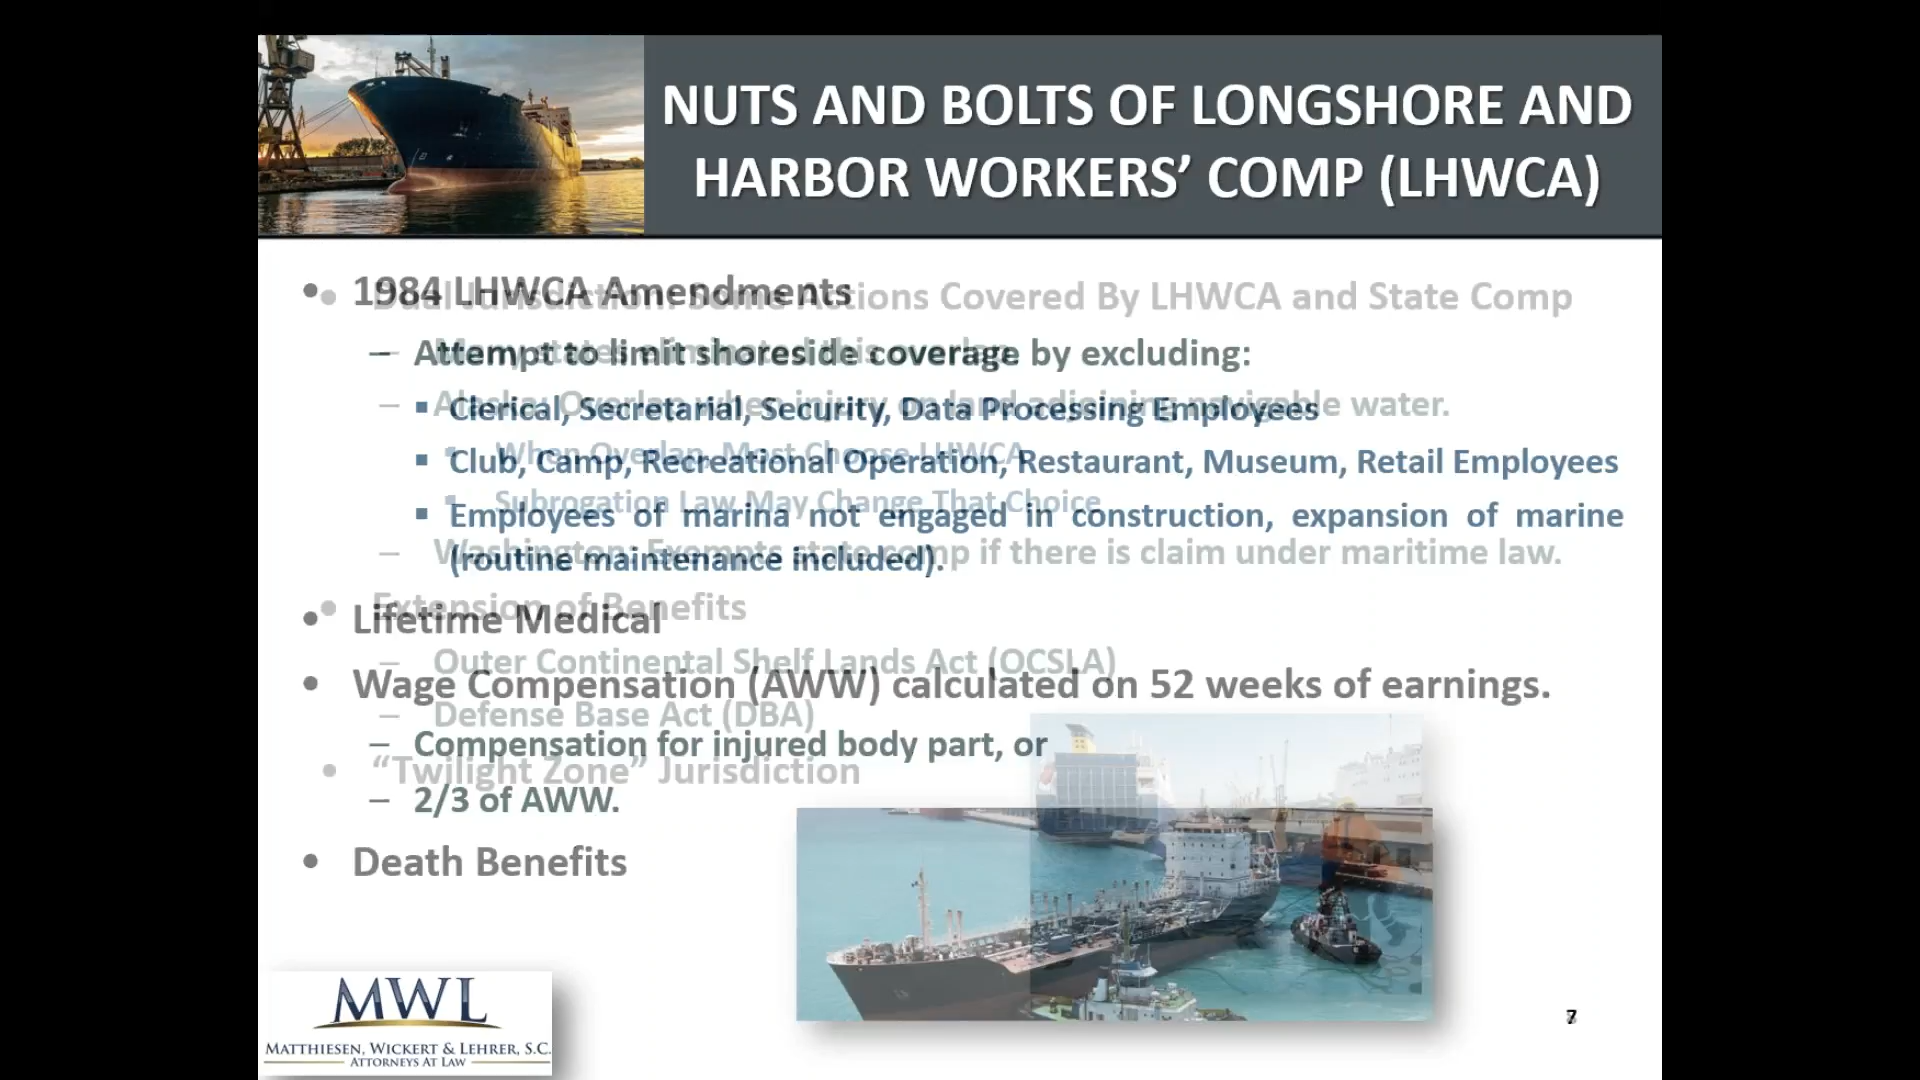 NUTS AND BOLTS OF LONGSHORE AND
HARBOR WORKERS’ COMP (LHWCA)
• 1984 LHWCA Amendments
– Attempt to limit shoreside coverage by excluding:
▪ Clerical, Secretarial, Security, Data Processing Employees
▪ Club, Camp, Recreational Operation, Restaurant, Museum, Retail Employees
▪ Employees of marina not engaged in construction, expansion of marine
(routine maintenance included).
• Lifetime Medical
• Wage Compensation (AWW) calculated on 52 weeks of earnings.
– Compensation for injured body part, or
– 2/3 of AWW.
• Death Benefits
• Dual Jurisdiction: Some Actions Covered By LHWCA and State Comp
– Many states eliminated this overlap.
– Alaska: Overlap when injury on land adjoining navigable water.
▪ When Overlap, Most Choose LHWCA
▪ Subrogation Law May Change That Choice
– Washington: Exempts state comp if there is claim under maritime law.
• Extension of Benefits
– Outer Continental Shelf Lands Act (OCSLA)
– Defense Base Act (DBA)
• “Twilight Zone” Jurisdiction
MWL
MATTHIESEN, WICKERT & LEHRER, S.C.
ATTORNEYS AT LAW
7